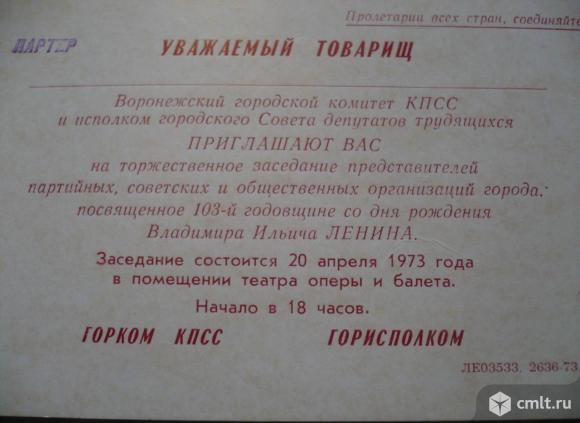 Пролетарии всех стран, соединяйте
ПАРТЕР
УВАЖАЕМЫЙ ТОВАРИЩ
Воронежский городской комитет КПСС
и исполком городского Совета депутатов трудящихся
ПРИГЛАШАЮТ ВАС
на торжественное заседание представителей
партийных, советских и общественных организаций города,
посвященное 103-й годовщине со дня рождения
Владимира Ильича ЛЕНИНА.
Заседание состоится 20 апреля 1973 года
в помещении театра оперы и балета.
Начало в 18 часов.
ГОРКОМ КПСС ГОРИСПОЛКОМ
ЛЕ03533, 2636-73
cmlt.ru